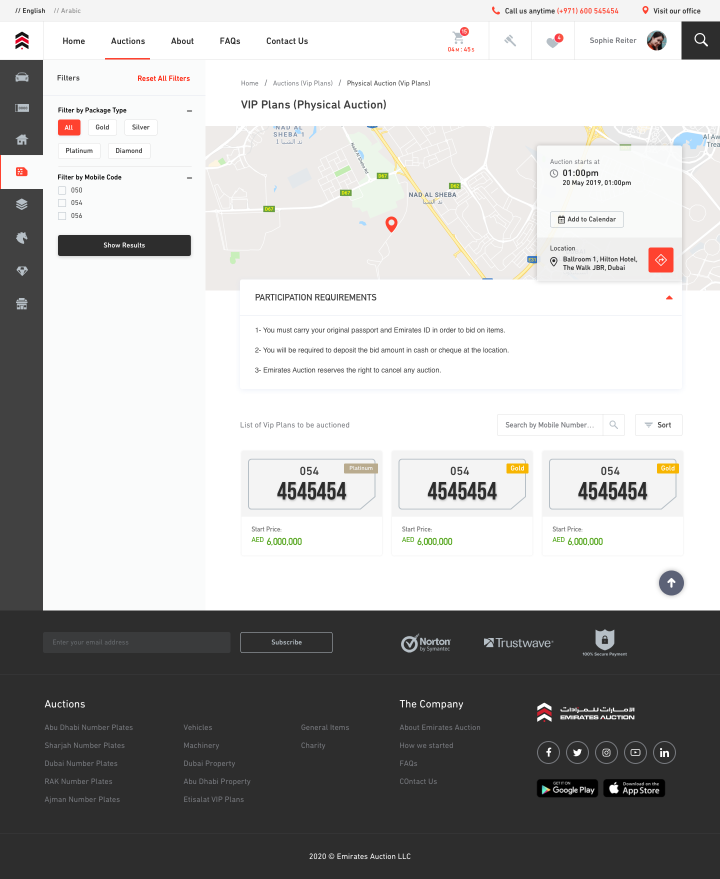 // English // Arabic
Call us anytime (+971) 600 545454
Visit our office
Home Auctions About FAQs Contact Us
15
04M : 45 S
4
Sophie Reiter
Filters
Reset All Filters
Filter by Package Type
All Gold Silver
Platinum Diamond
Filter by Mobile Code
050
054
056
Show Results
Home / Auctions (Vip Plans) / Physical Auction (Vip Plans)
VIP Plans (Physical Auction)
NAD AL
SHEBA 1
ند الشبا 1
NAD AL SHEBA
ند الشبا
D67
D67
D67
D62
Auction starts at
01:00pm
20 May 2019, 01:00pm
Add to Calendar
Location
Ballroom 1, Hilton Hotel,
The Walk JBR, Dubai
PARTICIPATION REQUIREMENTS
1- You must carry your original passport and Emirates ID in order to bid on items.
2- You will be required to deposit the bid amount in cash or cheque at the location.
3- Emirates Auction reserves the right to cancel any auction.
List of Vip Plans to be auctioned
Search by Mobile Number...
Sort
054 Platinum
4545454
Start Price:
AED 6,000,000
054 Gold
4545454
Start Price:
AED 6,000,000
054 Gold
4545454
Start Price:
AED 6,000,000
Enter your email address
Subscribe
Norton
by Symantec
Trustwave
100% Secure Payment
Auctions
Abu Dhabi Number Plates
Sharjah Number Plates
Dubai Number Plates
RAK Number Plates
Ajman Number Plates
Vehicles
Machinery
Dubai Property
Abu Dhabi Property
Etisalat VIP Plans
General Items
Charity
The Company
About Emirates Auction
How we started
FAQs
COntact Us
الامارات للمزادات
EMIRATES AUCTION
GET IT ON
Google Play
Download on the
App Store
2020 © Emirates Auction LLC